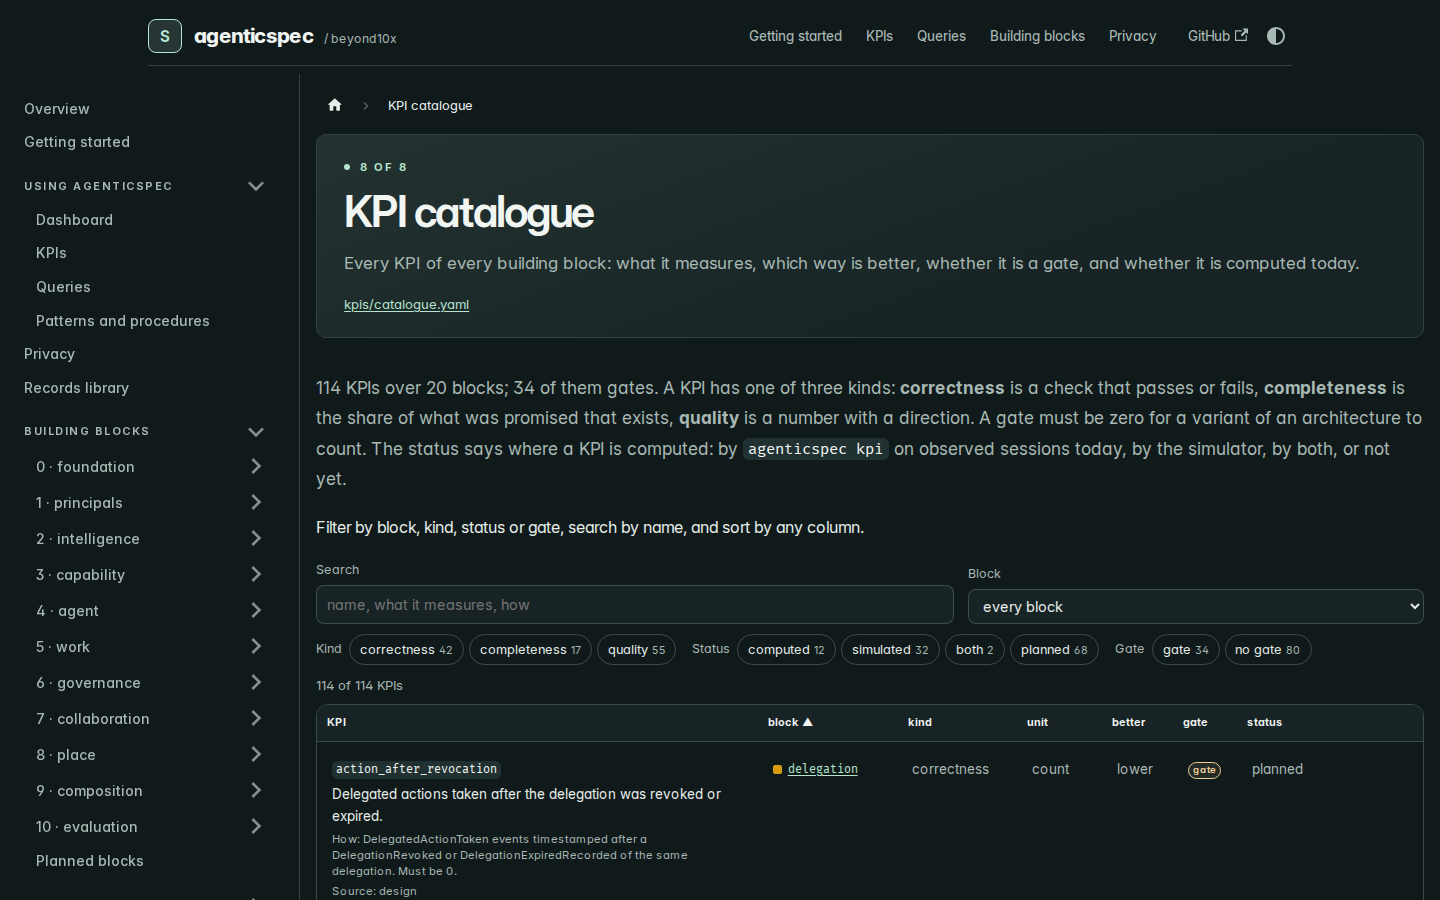 S agenticspec / beyond10x
Getting started KPIs Queries Building blocks Privacy GitHub
Overview
Getting started
USING AGENTICSPEC
Dashboard
KPIs
Queries
Patterns and procedures
Privacy
Records library
BUILDING BLOCKS
0 · foundation
1 · principals
2 · intelligence
3 · capability
4 · agent
5 · work
6 · governance
7 · collaboration
8 · place
9 · composition
10 · evaluation
Planned blocks
KPI catalogue
8 OF 8
KPI catalogue
Every KPI of every building block: what it measures, which way is better, whether it is a gate, and whether it is computed today.
kpis/catalogue.yaml
114 KPIs over 20 blocks; 34 of them gates. A KPI has one of three kinds: correctness is a check that passes or fails, completeness is
the share of what was promised that exists, quality is a number with a direction. A gate must be zero for a variant of an architecture to
count. The status says where a KPI is computed: by agenticspec kpi on observed sessions today, by the simulator, by both, or not
yet.
Filter by block, kind, status or gate, search by name, and sort by any column.
Search
name, what it measures, how
Block
every block
Kind correctness 42 completeness 17 quality 55 Status computed 12 simulated 32 both 2 planned 68 Gate gate 34 no gate 80
114 of 114 KPIs
KPI block ▲ kind unit better gate status
action_after_revocation delegation correctness count lower gate planned
Delegated actions taken after the delegation was revoked or
expired.
How: DelegatedActionTaken events timestamped after a
DelegationRevoked or DelegationExpiredRecorded of the same
delegation. Must be 0.
Source: design